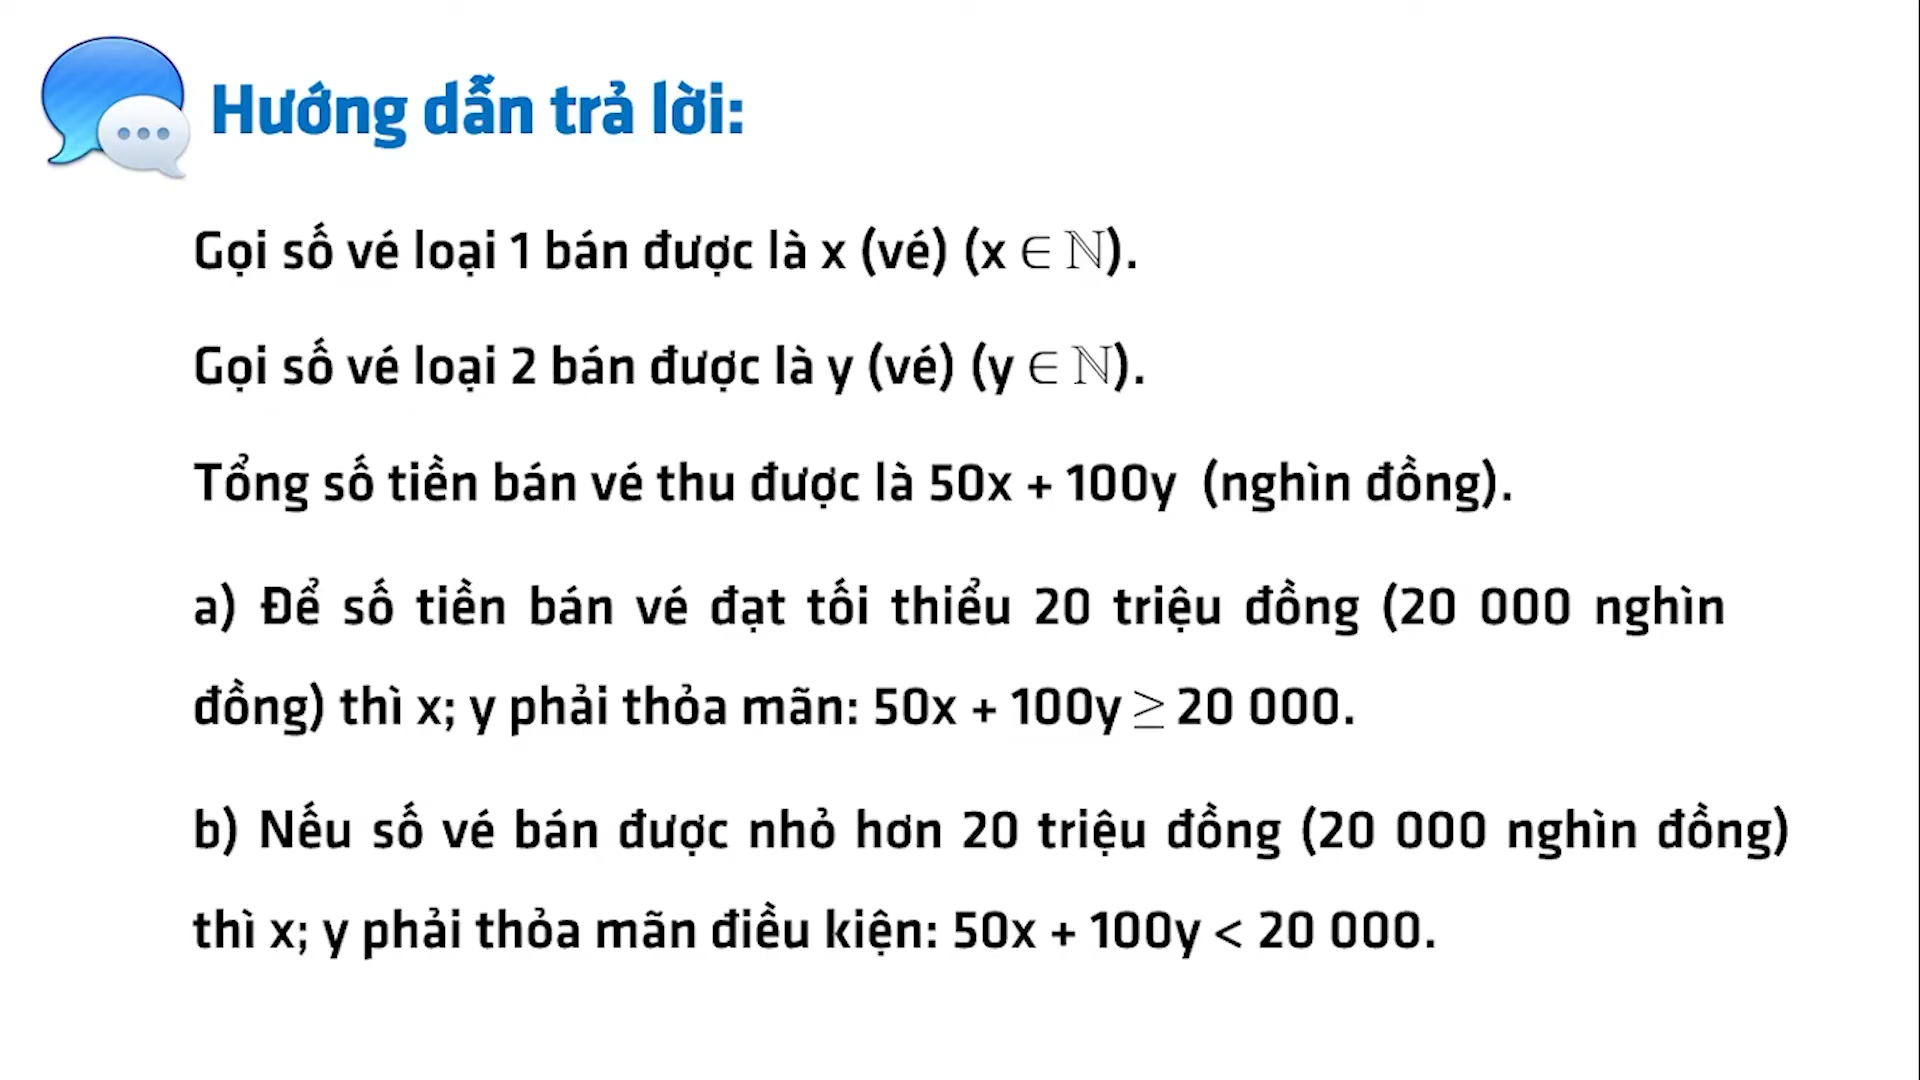 Hướng dẫn trả lời:
Gọi số vé loại 1 bán được là x (vé) (x ∈ ℕ).
Gọi số vé loại 2 bán được là y (vé) (y ∈ ℕ).
Tổng số tiền bán vé thu được là 50x + 100y (nghìn đồng).
a) Để số tiền bán vé đạt tối thiểu 20 triệu đồng (20 000 nghìn
đồng) thì x; y phải thỏa mãn: 50x + 100y ≥ 20 000.
b) Nếu số vé bán được nhỏ hơn 20 triệu đồng (20 000 nghìn đồng)
thì x; y phải thỏa mãn điều kiện: 50x + 100y < 20 000.